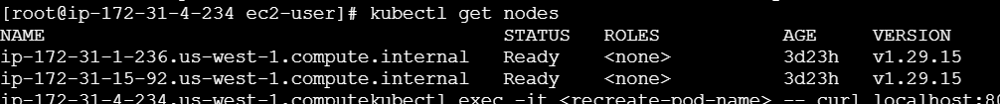 [root@ip-172-31-4-234 ec2-user]# kubectl get nodes
NAME STATUS ROLES AGE VERSION
ip-172-31-1-236.us-west-1.compute.internal Ready <none> 3d23h v1.29.15
ip-172-31-15-92.us-west-1.compute.internal Ready <none> 3d23h v1.29.15
ip-172-31-4-234.us-west-1.computekubectl exec -it <recreate-pod-name> -- curl localhost:8